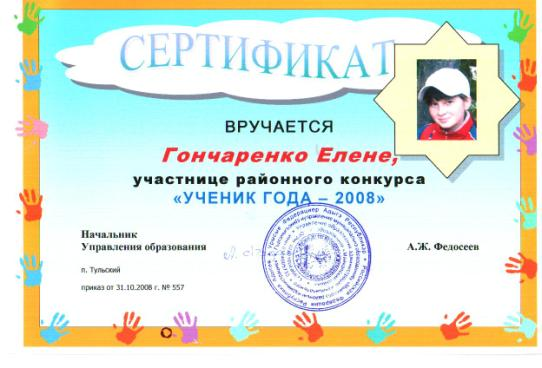 СЕРТИФИКАТ
ВРУЧАЕТСЯ
Гончаренко Елене,
участнице районного конкурса
«УЧЕНИК ГОДА – 2008»
Начальник
Управления образования
А.Ж. Федосеев
п. Тульский
приказ от 31.10.2008 г. № 557